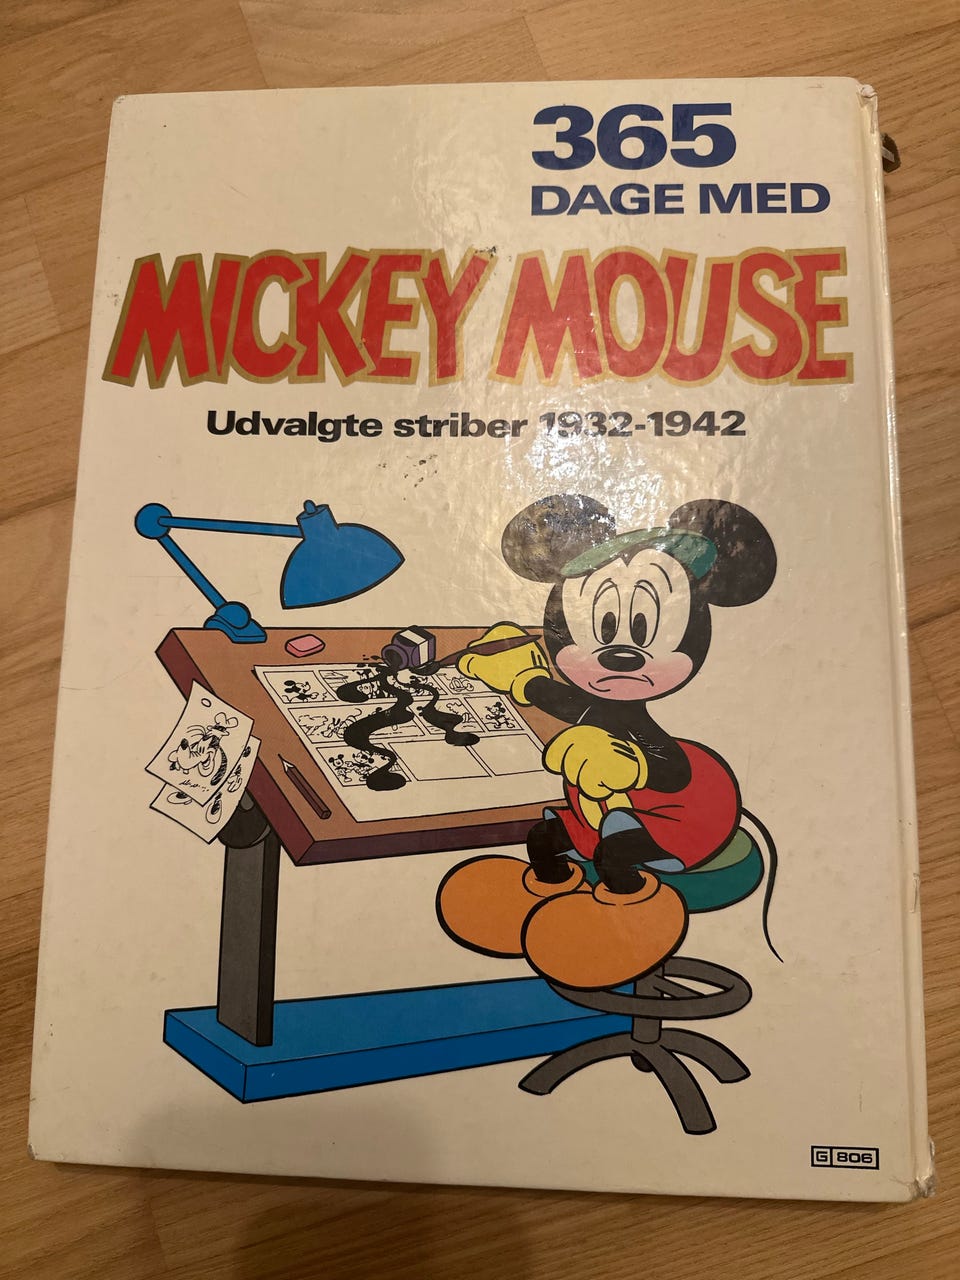 365
DAGE MED
MICKEY MOUSE
Udvalgte striber 1932-1942
G 806